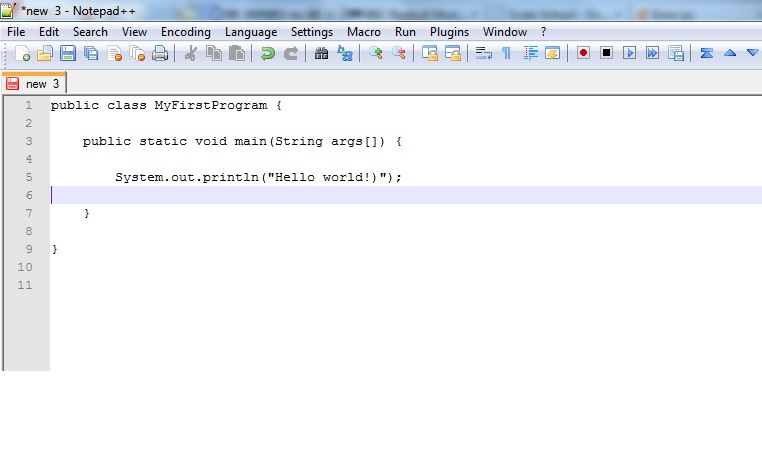 *new 3 - Notepad++
File Edit Search View Encoding Language Settings Macro Run Plugins Window ?
new 3
1 public class MyFirstProgram {
2
3 public static void main(String args[]) {
4
5 System.out.println("Hello world!)");
6
7 }
8
9 }
10
11